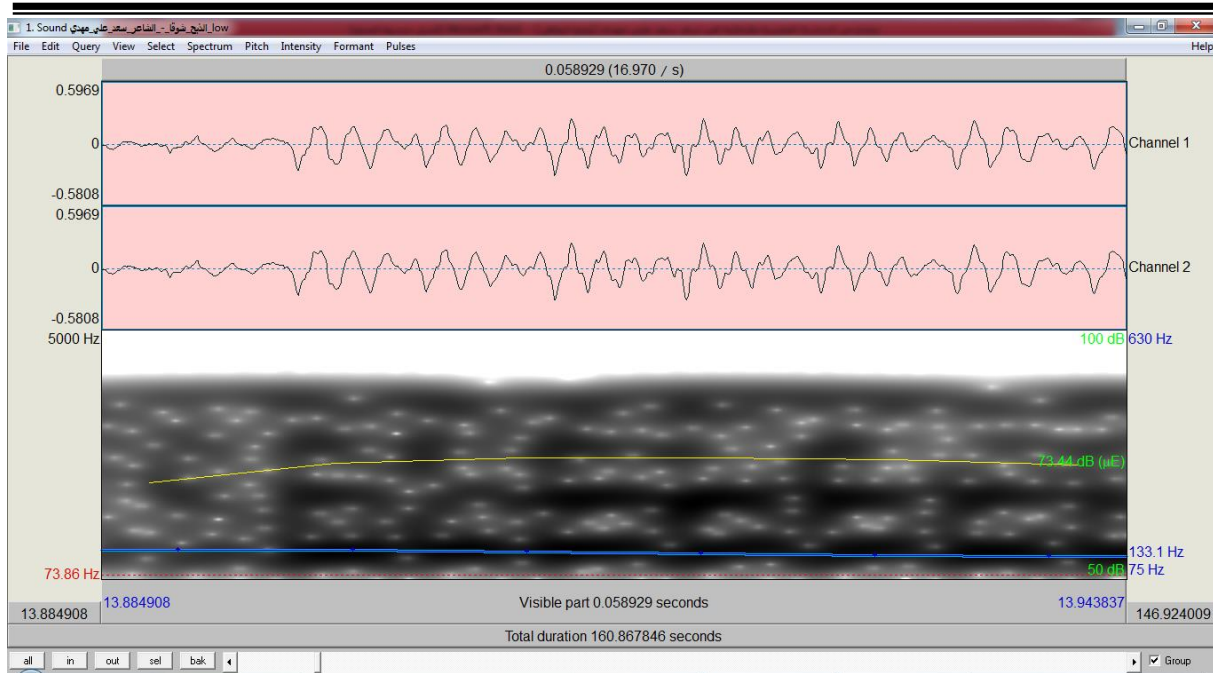 1. Sound الذبح_شوقًا_-_الشاعر_سعد_علي_مهدي_low
File Edit Query View Select Spectrum Pitch Intensity Formant Pulses Help
0.058929 (16.970 / s)
0.5969
0
-0.5808
Channel 1
0.5969
0
-0.5808
Channel 2
5000 Hz
100 dB 630 Hz
73.44 dB (µE)
133.1 Hz
73.86 Hz
50 dB 75 Hz
13.884908 13.884908 Visible part 0.058929 seconds 13.943837 146.924009
Total duration 160.867846 seconds
all in out sel bak Group